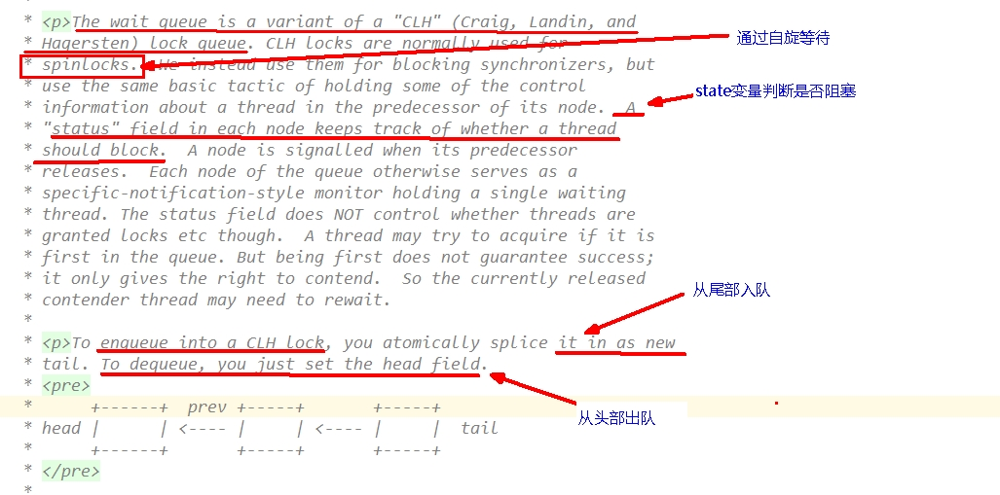 * <p>The wait queue is a variant of a "CLH" (Craig, Landin, and
* Hagersten) lock queue. CLH locks are normally used for
通过自旋等待
* spinlocks.  We instead use them for blocking synchronizers, but
* use the same basic tactic of holding some of the control
state变量判断是否阻塞
* information about a thread in the predecessor of its node.  A
* "status" field in each node keeps track of whether a thread
* should block.  A node is signalled when its predecessor
* releases.  Each node of the queue otherwise serves as a
* specific-notification-style monitor holding a single waiting
* thread. The status field does NOT control whether threads are
* granted locks etc though.  A thread may try to acquire if it is
* first in the queue. But being first does not guarantee success;
* it only gives the right to contend.  So the currently released
从尾部入队
* contender thread may need to rewait.
*
* <p>To enqueue into a CLH lock, you atomically splice it in as new
* tail. To dequeue, you just set the head field.
* <pre>
*      +------+  prev +-----+       +-----+
从头部出队
* head |      | <---- |     | <---- |     |  tail
*      +------+       +-----+       +-----+
* </pre>
*